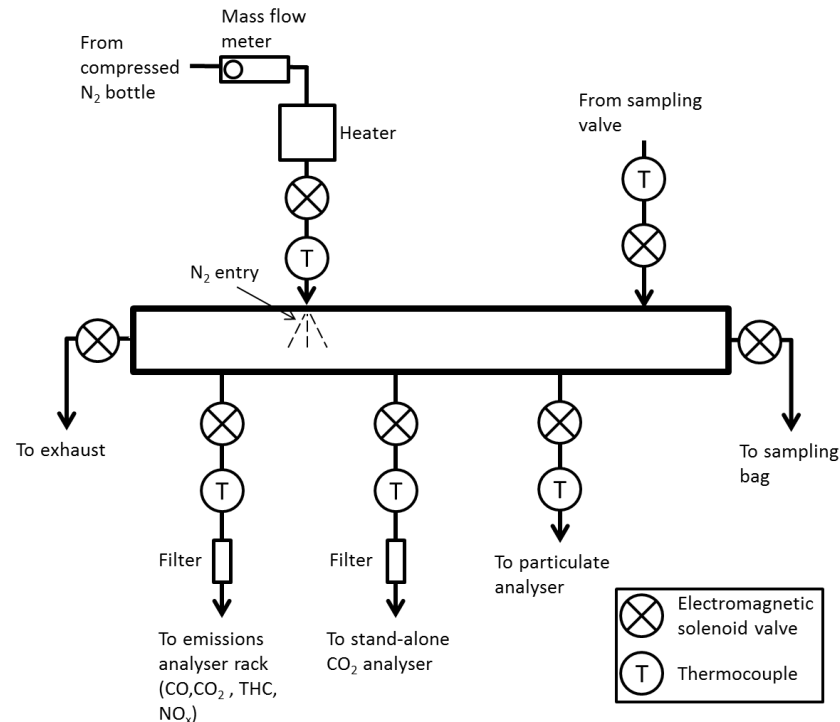 Mass flow
meter
From
compressed
N₂ bottle
Heater
From sampling
valve
T
T
N₂ entry
To exhaust
To sampling
bag
T
T
T
Filter
Filter
To particulate
analyser
To emissions
analyser rack
(CO,CO₂ , THC,
NOₓ)
To stand-alone
CO₂ analyser
Electromagnetic
solenoid valve
T
Thermocouple